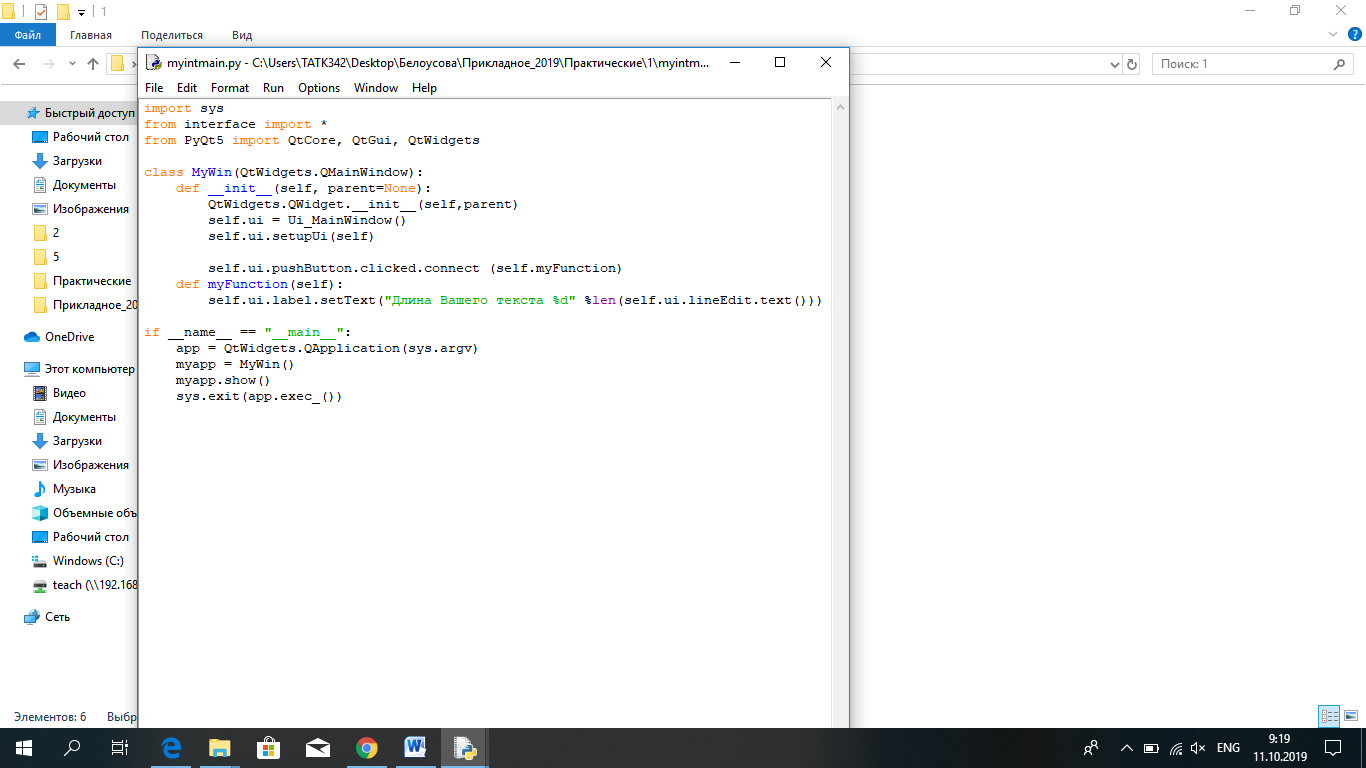 1
Файл Главная Поделиться Вид
Поиск: 1
myintmain.py - C:\Users\TATK342\Desktop\Белоусова\Прикладное_2019\Практические\1\myintm...
File Edit Format Run Options Window Help
import sys
from interface import *
from PyQt5 import QtCore, QtGui, QtWidgets
class MyWin(QtWidgets.QMainWindow):
    def __init__(self, parent=None):
        QtWidgets.QWidget.__init__(self,parent)
        self.ui = Ui_MainWindow()
        self.ui.setupUi(self)
        self.ui.pushButton.clicked.connect (self.myFunction)
    def myFunction(self):
        self.ui.label.setText("Длина Вашего текста %d" %len(self.ui.lineEdit.text()))
if __name__ == "__main__":
    app = QtWidgets.QApplication(sys.argv)
    myapp = MyWin()
    myapp.show()
    sys.exit(app.exec_())
Быстрый доступ
Рабочий стол
Загрузки
Документы
Изображения
2
5
Практические
Прикладное_20
OneDrive
Этот компьютер
Видео
Документы
Загрузки
Изображения
Музыка
Объемные объ
Рабочий стол
Windows (C:)
teach (\\192.168
Сеть
Элементов: 6 Выбр
ENG
9:19
11.10.2019